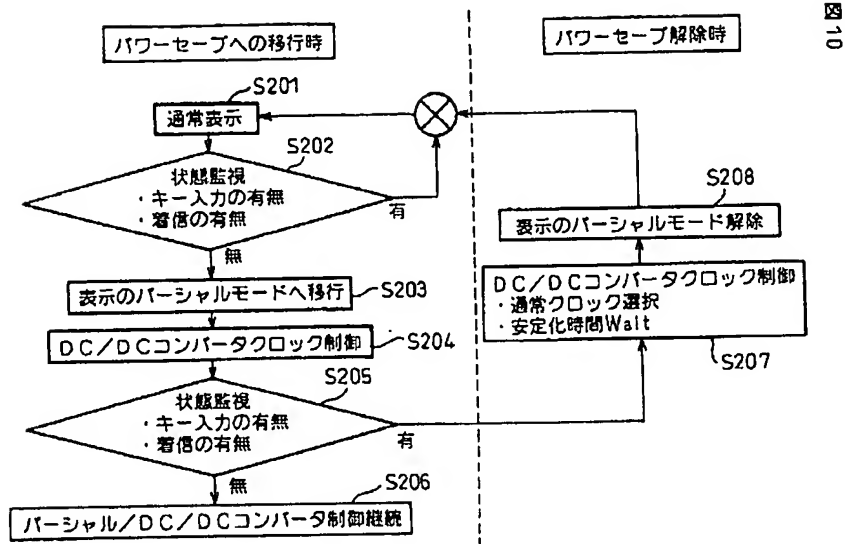 図10
パワーセーブへの移行時
S201
通常表示
S202
状態監視
・キー入力の有無
・着信の有無
有
無
表示のパーシャルモードへ移行
S203
DC/DCコンバータクロック制御
S204
S205
状態監視
・キー入力の有無
・着信の有無
有
無
S206
パーシャル/DC/DCコンバータ制御継続
パワーセーブ解除時
S208
表示のパーシャルモード解除
DC/DCコンバータクロック制御
・通常クロック選択
・安定化時間Wait
S207